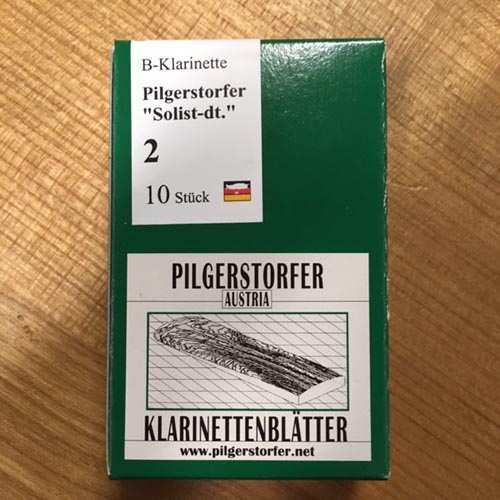 B-Klarinette
Pilgerstorfer
"Solist-dt."
2
10 Stück
PILGERSTORFER
AUSTRIA
KLARINETTENBLÄTTER
www.pilgerstorfer.net